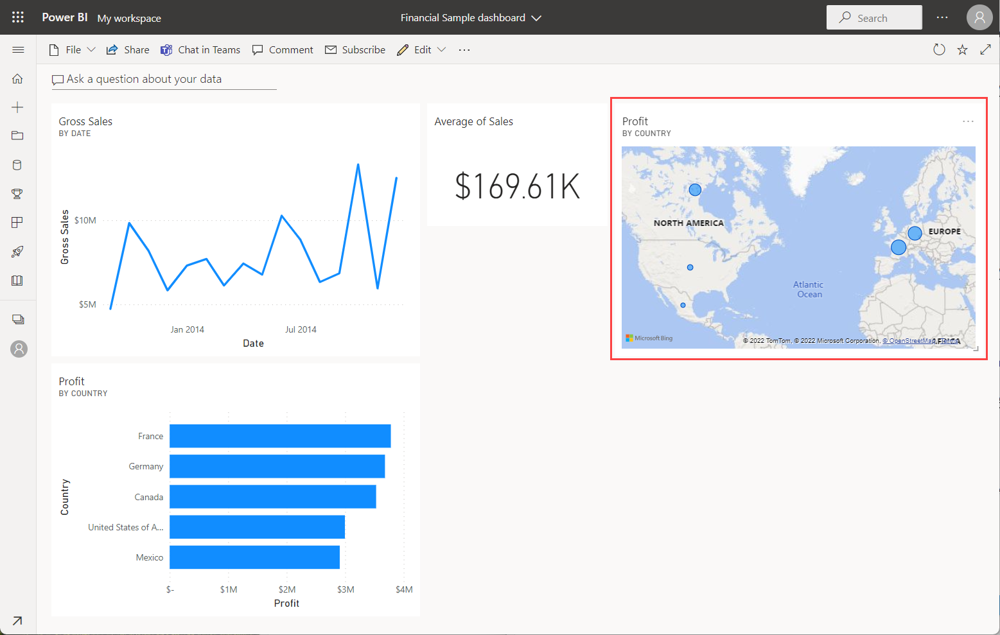 Power BI My workspace
Financial Sample dashboard
Search
File
Share
Chat in Teams
Comment
Subscribe
Edit
Ask a question about your data
Gross Sales
BY DATE
Gross Sales
$10M
$5M
Jan 2014
Jul 2014
Date
Average of Sales
$169.61K
Profit
BY COUNTRY
NORTH AMERICA
EUROPE
Atlantic
Ocean
Microsoft Bing
© 2022 TomTom, © 2022 Microsoft Corporation, © OpenStreetMap Terms
AFRICA
Profit
BY COUNTRY
Country
France
Germany
Canada
United States of A...
Mexico
$-
$1M
$2M
$3M
$4M
Profit